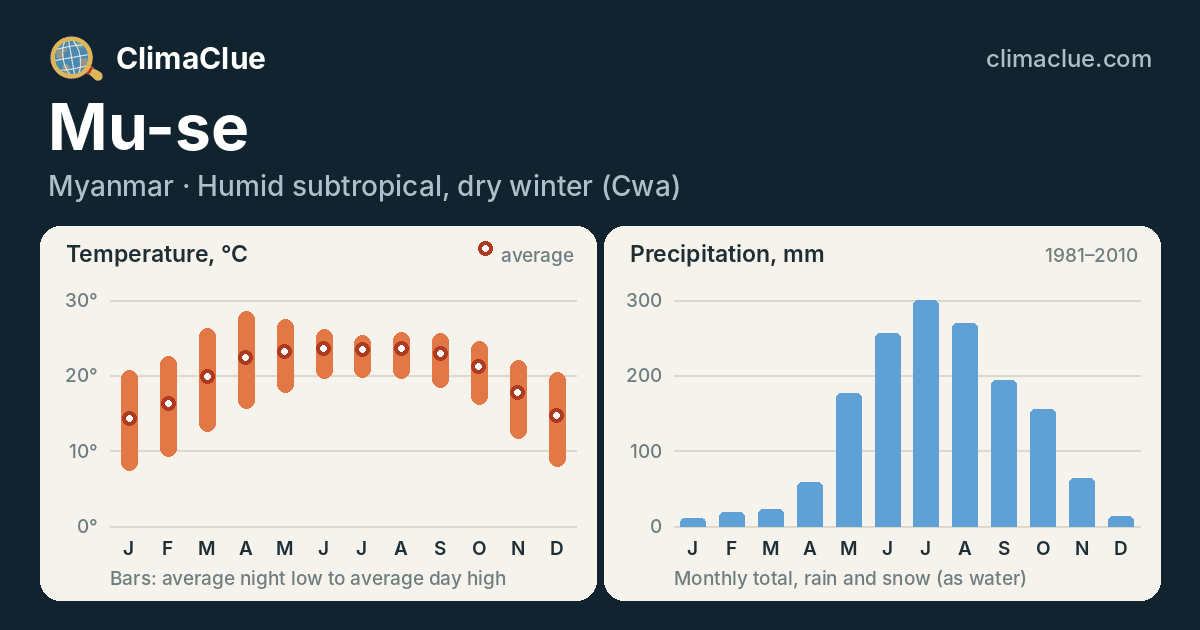 ClimaClue
climaclue.com
Mu-se
Myanmar · Humid subtropical, dry winter (Cwa)
Temperature, °C
average
30°
20°
10°
0°
J F M A M J J A S O N D
Bars: average night low to average day high
Precipitation, mm
1981–2010
300
200
100
0
J F M A M J J A S O N D
Monthly total, rain and snow (as water)